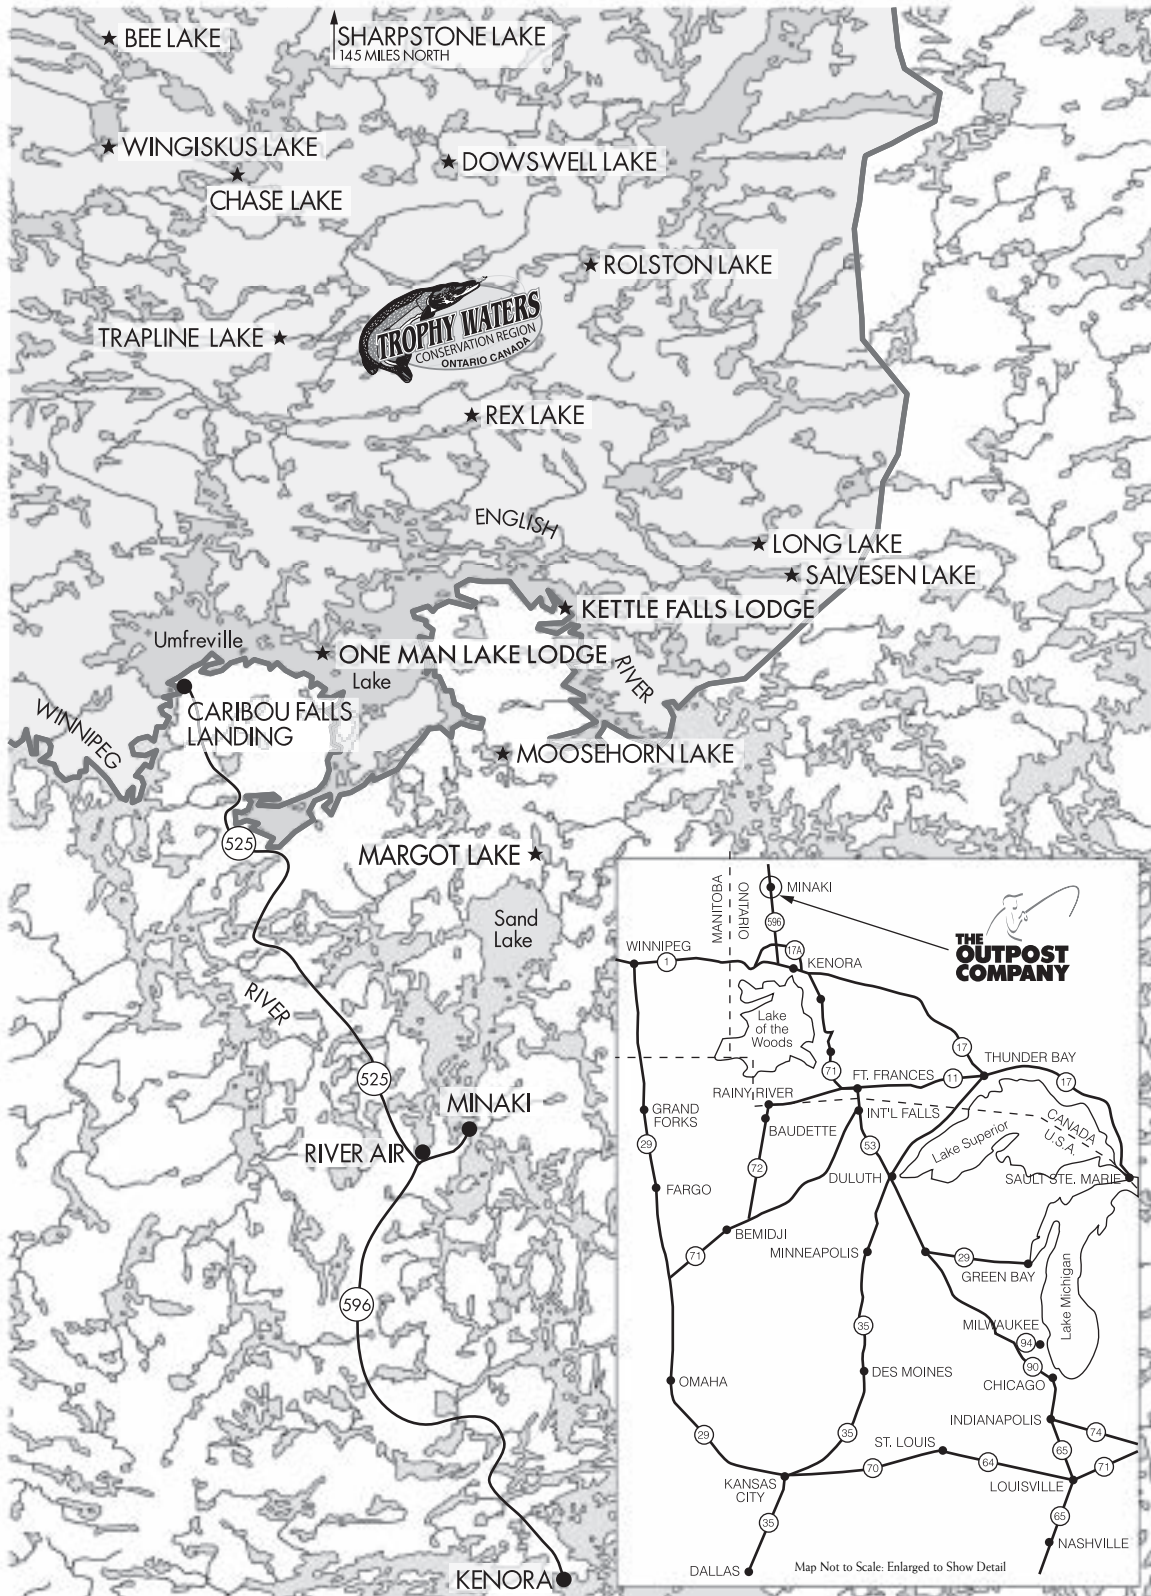 BEE LAKE
SHARPSTONE LAKE
145 MILES NORTH
WINGISKUS LAKE
CHASE LAKE
DOWSWELL LAKE
ROLSTON LAKE
TROPHY WATERS
CONSERVATION REGION
ONTARIO CANADA
TRAPLINE LAKE
REX LAKE
ENGLISH
LONG LAKE
SALVESEN LAKE
KETTLE FALLS LODGE
Umfreville
ONE MAN LAKE LODGE
Lake
RIVER
WINNIPEG
CARIBOU FALLS
LANDING
MOOSEHORN LAKE
525
MARGOT LAKE
Sand
Lake
RIVER
525
MINAKI
RIVER AIR
596
KENORA
MANITOBA
ONTARIO
MINAKI
596
THE
OUTPOST
COMPANY
WINNIPEG
1
17A
KENORA
Lake
of the
Woods
17
THUNDER BAY
71
FT. FRANCES
11
17
RAINY RIVER
GRAND
FORKS
BAUDETTE
INT'L FALLS
CANADA
U.S.A.
Lake Superior
29
53
72
DULUTH
SAULT STE. MARIE
FARGO
BEMIDJI
71
MINNEAPOLIS
29
GREEN BAY
Lake Michigan
35
MILWAUKEE
94
90
OMAHA
DES MOINES
CHICAGO
INDIANAPOLIS
29
35
ST. LOUIS
74
65
KANSAS
CITY
70
64
71
LOUISVILLE
35
65
NASHVILLE
DALLAS
Map Not to Scale: Enlarged to Show Detail